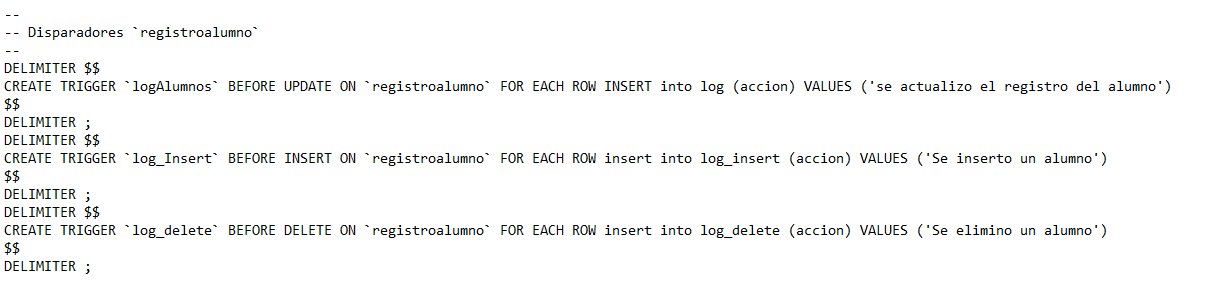 --
-- Disparadores `registroalumno`
--
DELIMITER $$
CREATE TRIGGER `logAlumnos` BEFORE UPDATE ON `registroalumno` FOR EACH ROW INSERT into log (accion) VALUES ('se actualizo el registro del alumno')
$$
DELIMITER ;
DELIMITER $$
CREATE TRIGGER `log_Insert` BEFORE INSERT ON `registroalumno` FOR EACH ROW insert into log_insert (accion) VALUES ('Se inserto un alumno')
$$
DELIMITER ;
DELIMITER $$
CREATE TRIGGER `log_delete` BEFORE DELETE ON `registroalumno` FOR EACH ROW insert into log_delete (accion) VALUES ('Se elimino un alumno')
$$
DELIMITER ;